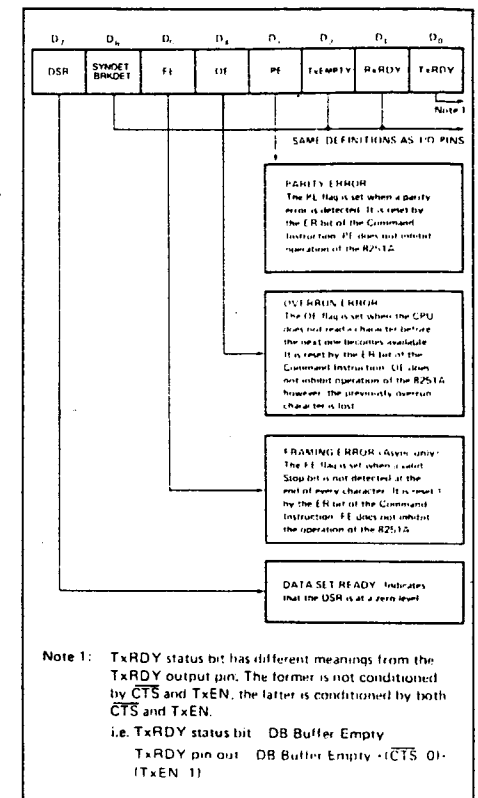 D7 D6 D5 D4 D3 D2 D1 D0
DSR SYNDET BRKDET FE OE PE TxEMPTY RxRDY TxRDY
Note 1
SAME DEFINITIONS AS I/O PINS
PARITY ERROR
The PE flag is set when a parity
error is detected. It is reset by
the ER bit of the Command
Instruction. PE does not inhibit
operation of the 8251A.
OVERRUN ERROR
The OE flag is set when the CPU
does not read a character before
the next one becomes available.
It is reset by the ER bit of the
Command Instruction. OE does
not inhibit operation of the 8251A
however, the previously overrun
character is lost.
FRAMING ERROR (Async only)
The FE flag is set when a valid
Stop bit is not detected at the
end of every character. It is reset
by the ER bit of the Command
Instruction. FE does not inhibit
the operation of the 8251A.
DATA SET READY Indicates
that the DSR is at a zero level.
Note 1: TxRDY status bit has different meanings from the
TxRDY output pin. The former is not conditioned
by CTS and TxEN, the latter is conditioned by both
CTS and TxEN.
i.e. TxRDY status bit DB Buffer Empty
TxRDY pin out DB Buffer Empty ·(CTS 0)·
(TxEN 1)